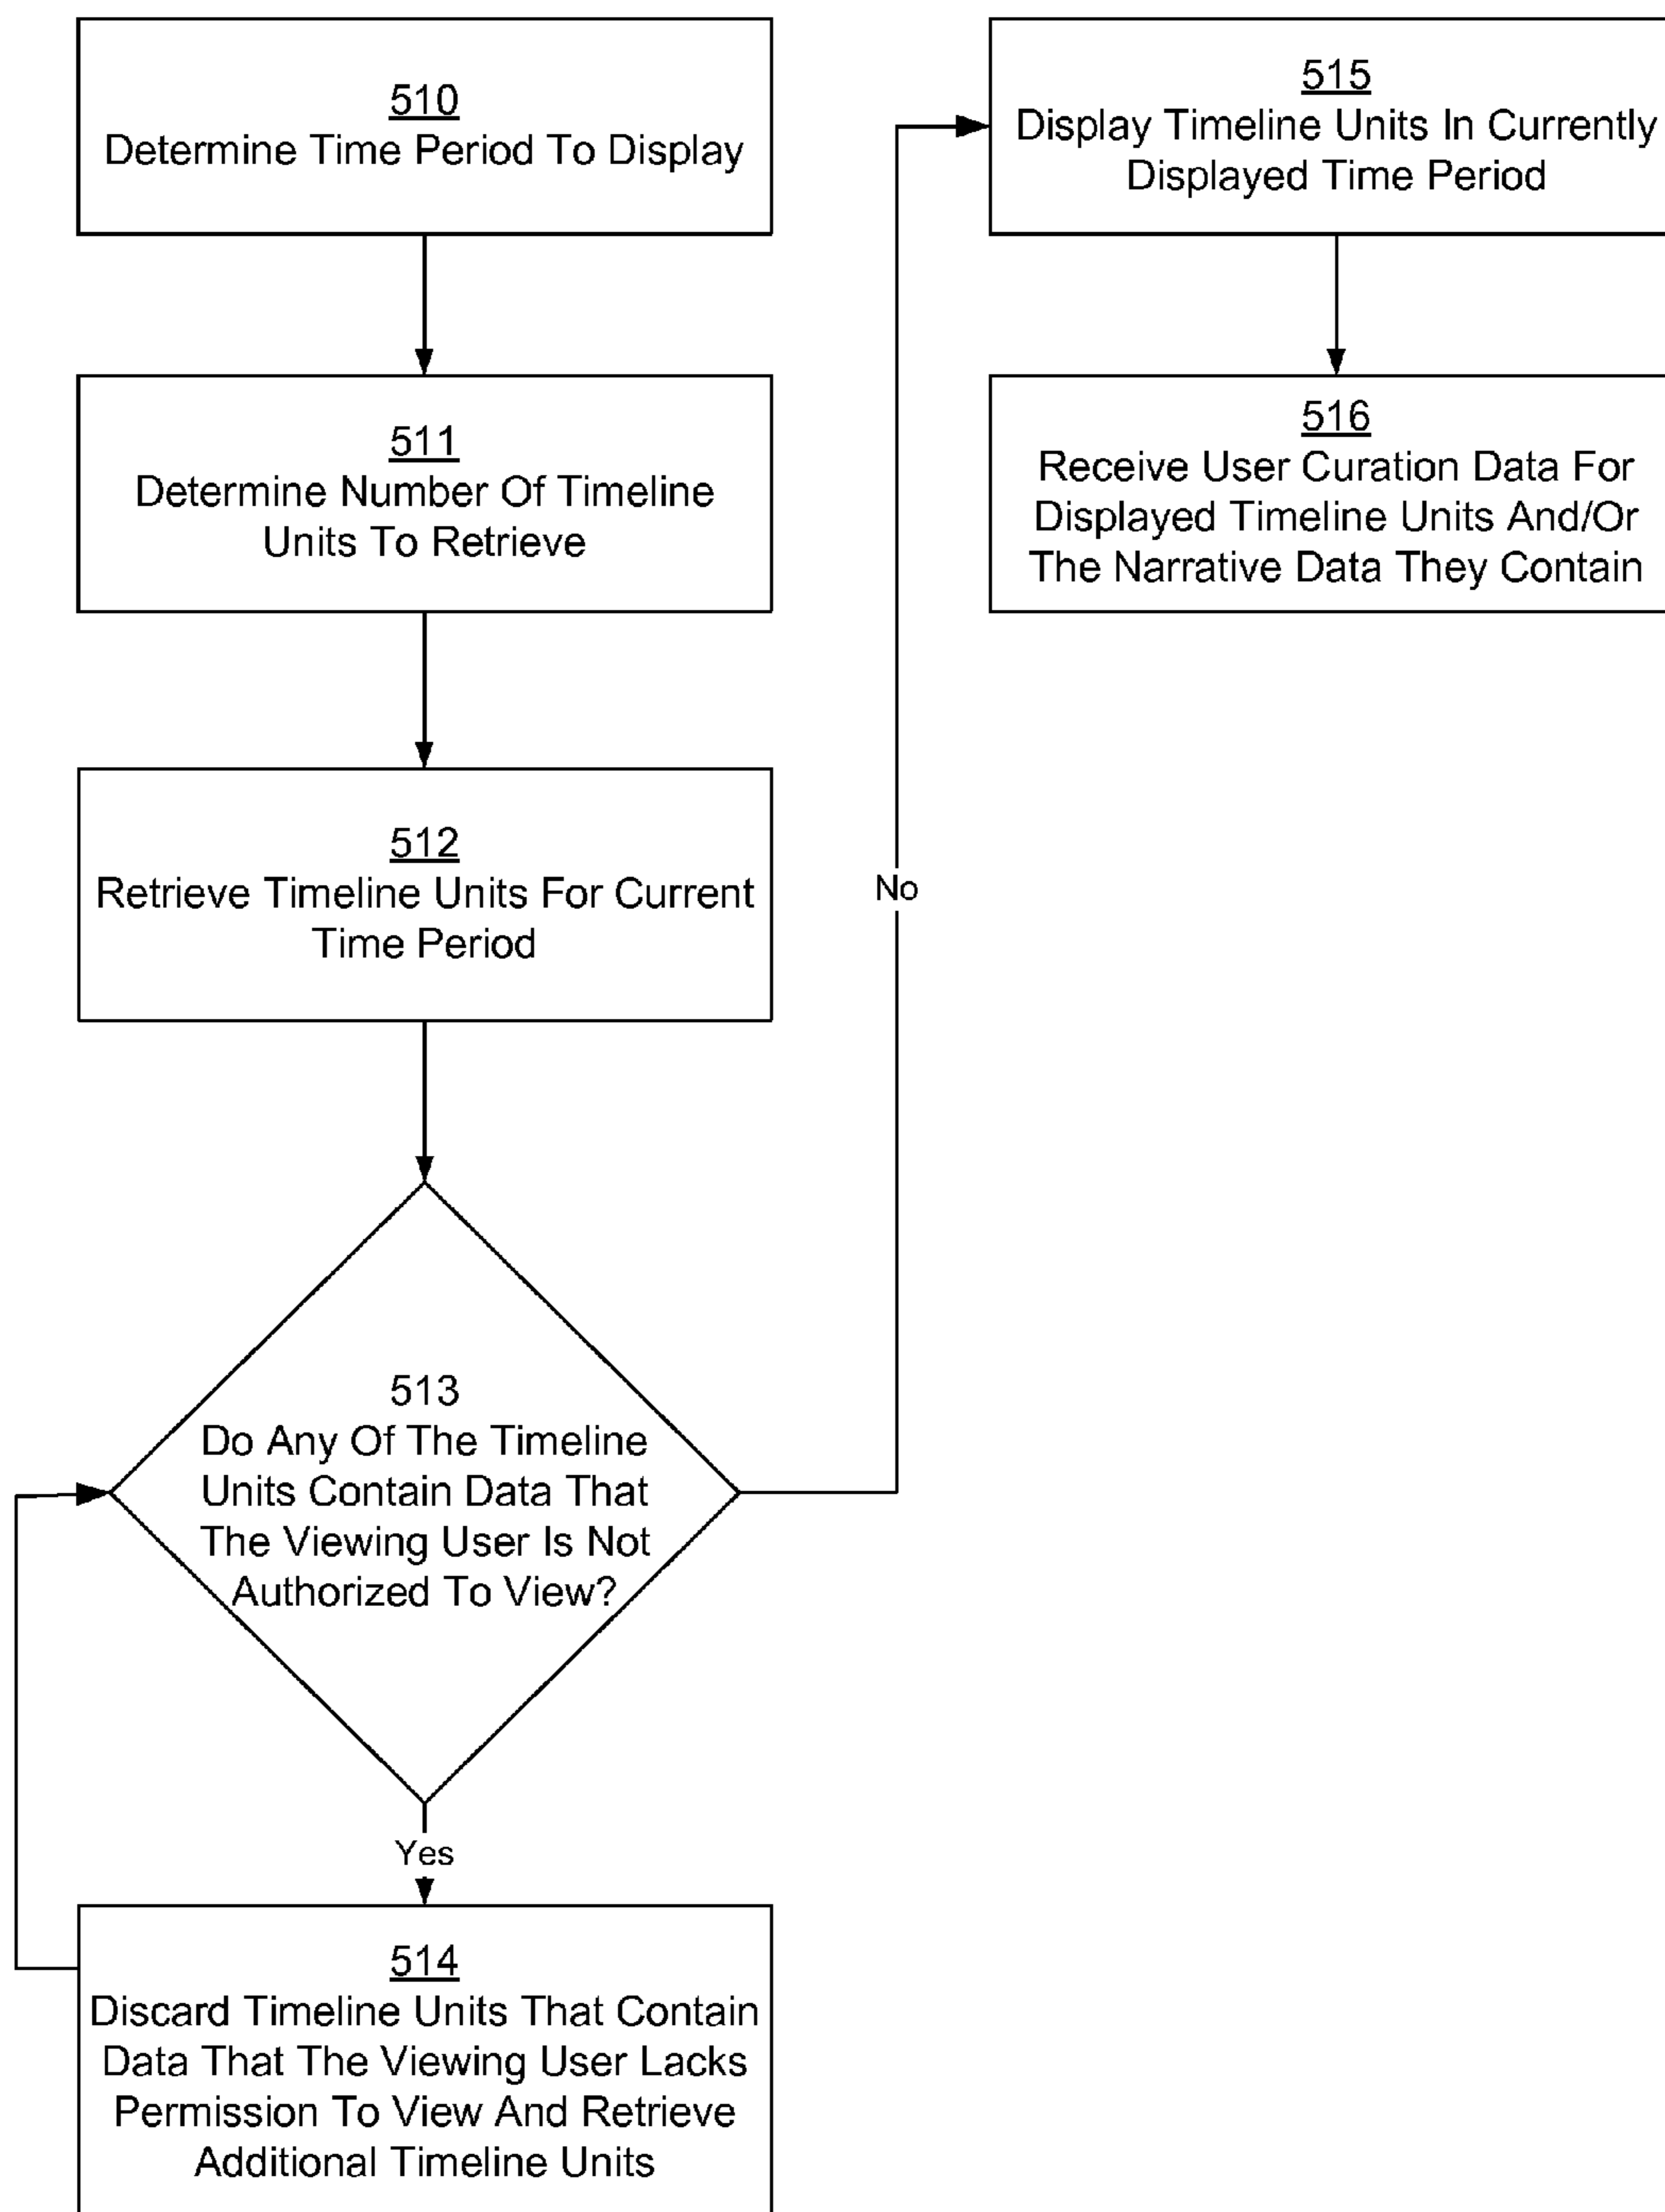 510
Determine Time Period To Display
511
Determine Number Of Timeline
Units To Retrieve
512
Retrieve Timeline Units For Current
Time Period
513
Do Any Of The Timeline
Units Contain Data That
The Viewing User Is Not
Authorized To View?
Yes
514
Discard Timeline Units That Contain
Data That The Viewing User Lacks
Permission To View And Retrieve
Additional Timeline Units
No
515
Display Timeline Units In Currently
Displayed Time Period
516
Receive User Curation Data For
Displayed Timeline Units And/Or
The Narrative Data They Contain